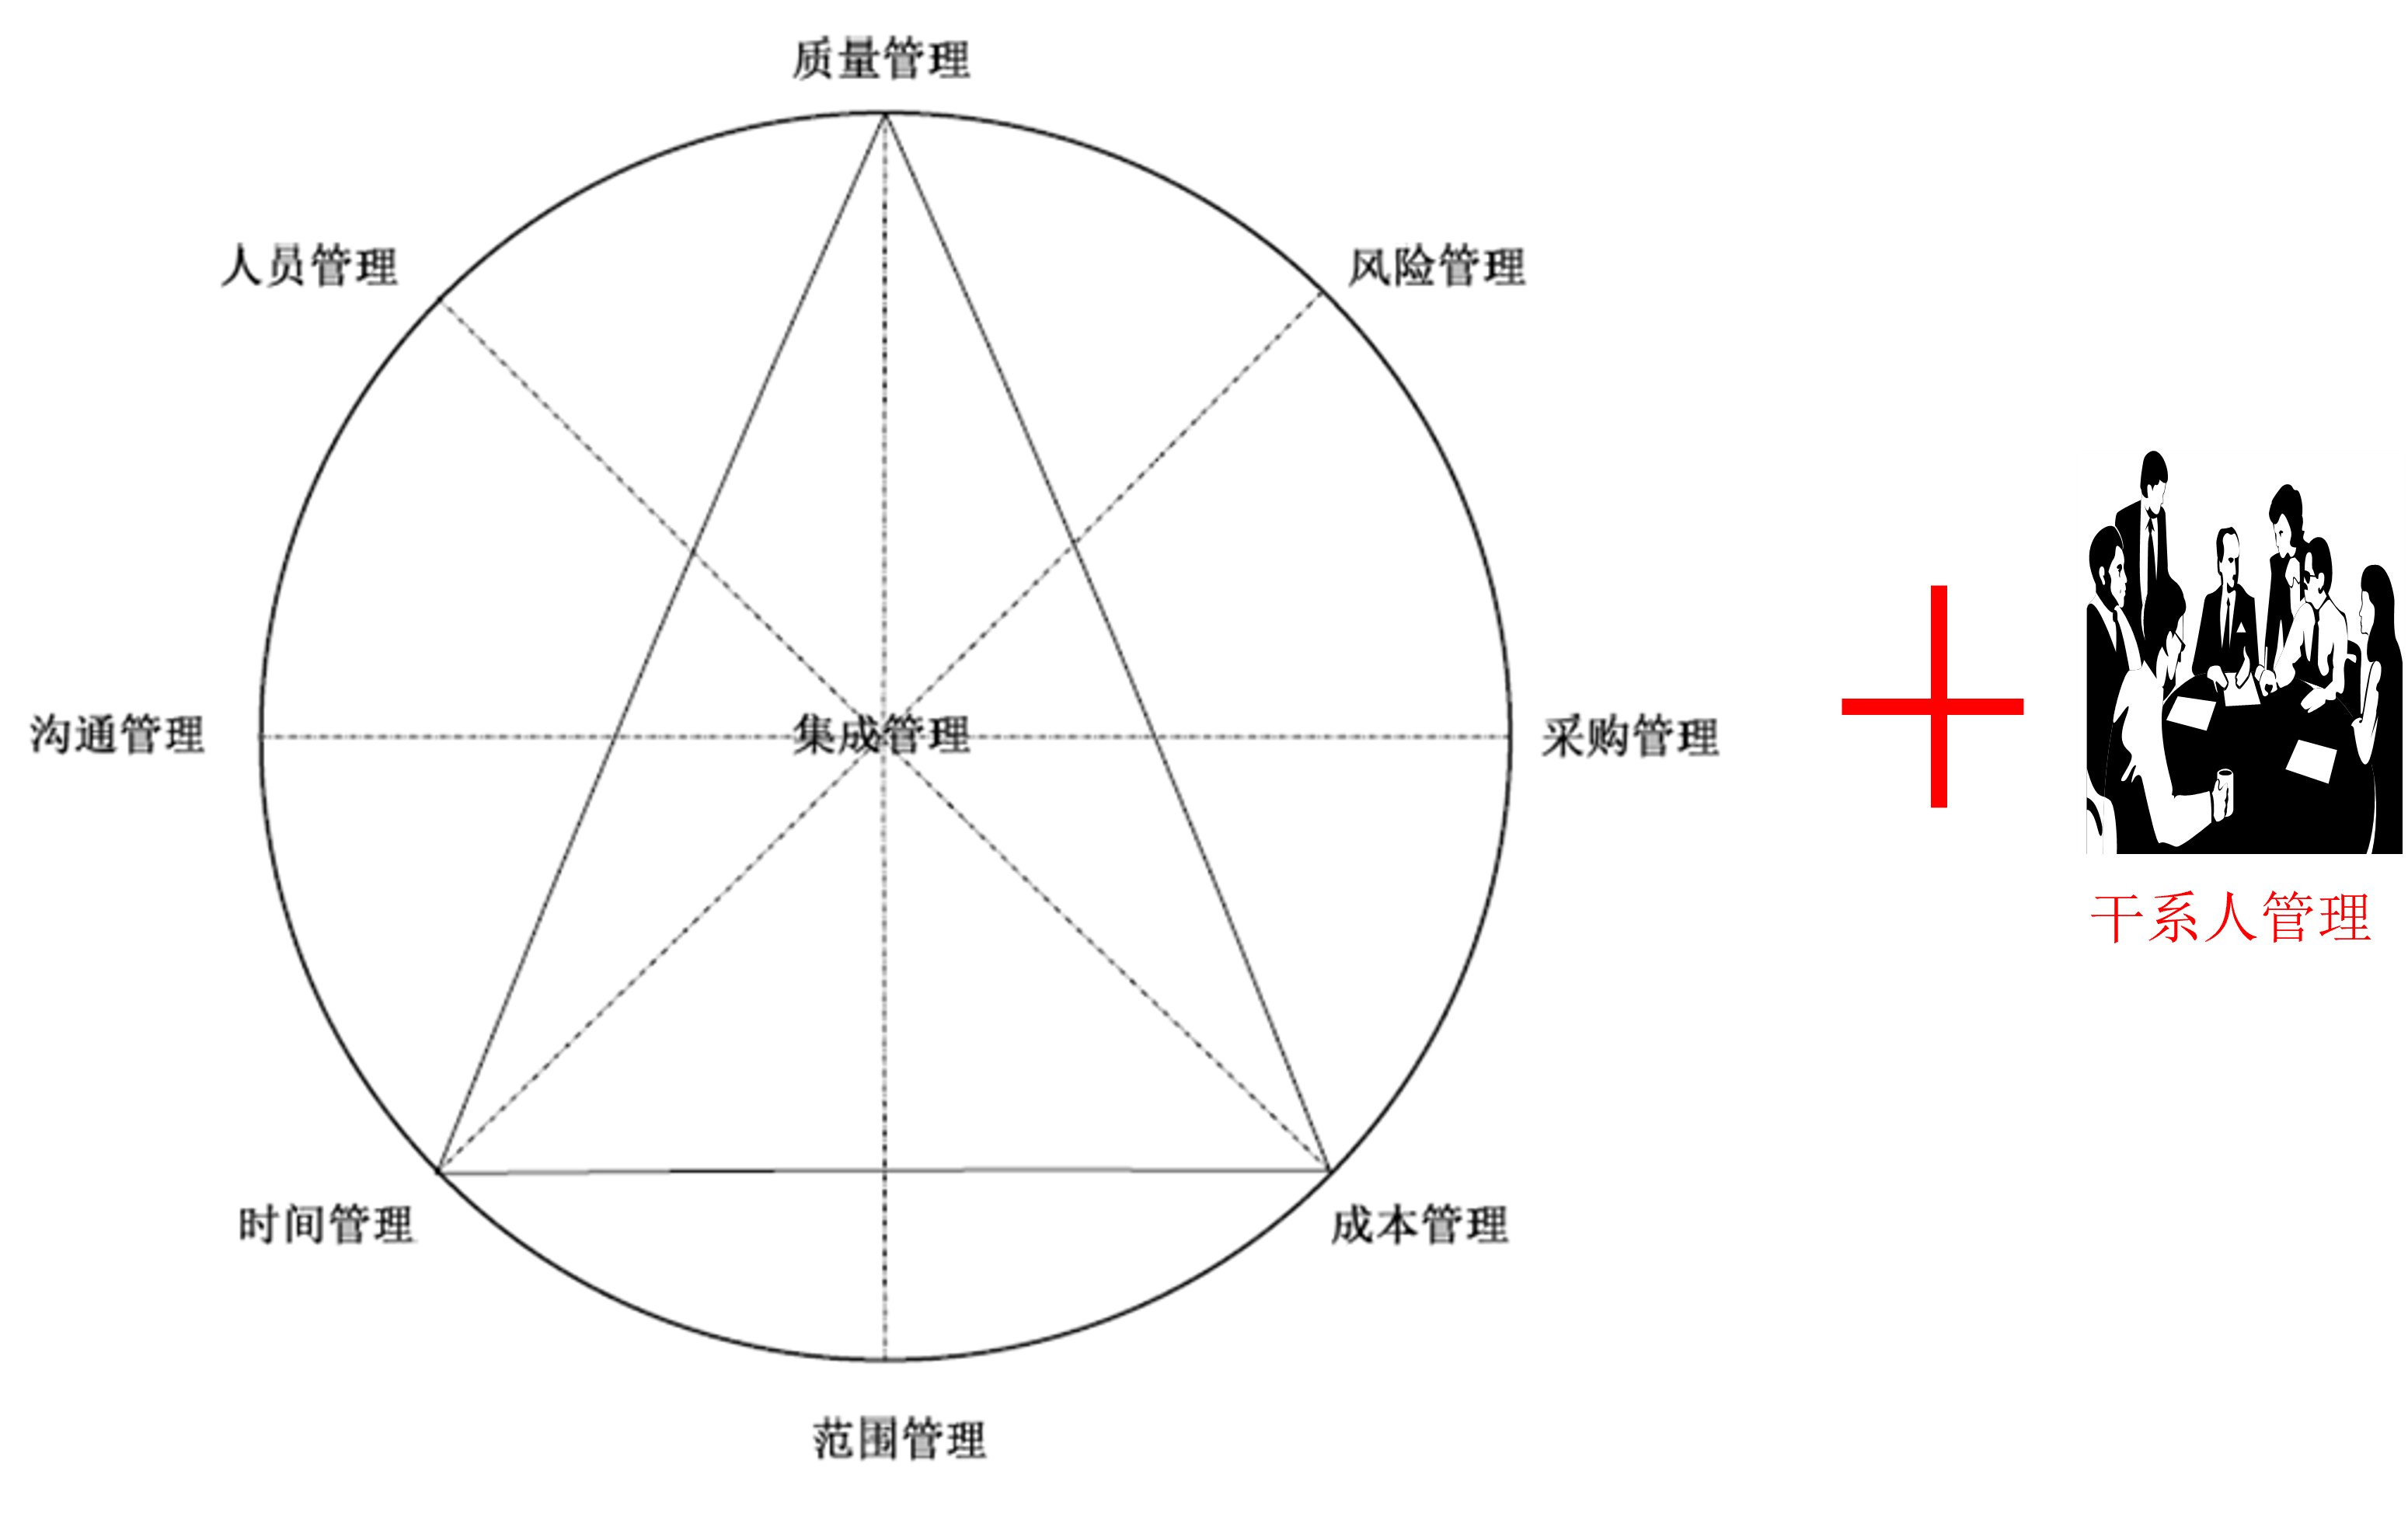 质量管理
人员管理
风险管理
沟通管理
集成管理
采购管理
干系人管理
时间管理
成本管理
范围管理